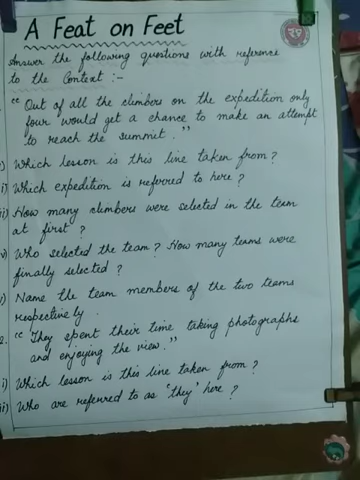 A Feat on Feet
Answer the following questions with reference
to the Context :-
"Out of all the climbers on the expedition only
four would get a chance to make an attempt
to reach the summit."
) Which lesson is this line taken from?
i) Which expedition is referred to here?
ii) How many climbers were selected in the team
at first?
v) Who selected the team? How many teams were
finally selected?
) Name the team members of the two teams
respectively.
2. "They spent their time taking photographs
and enjoying the view."
i) Which lesson is this line taken from?
ii) Who are referred to as 'they' here?